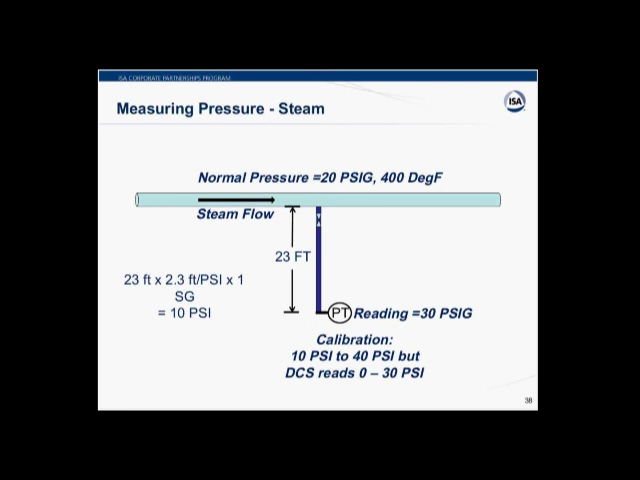 ISA CORPORATE PARTNERSHIPS PROGRAM
Measuring Pressure - Steam
ISA
Normal Pressure =20 PSIG, 400 DegF
Steam Flow
23 FT
23 ft x 2.3 ft/PSI x 1
SG
= 10 PSI
PT Reading =30 PSIG
Calibration:
10 PSI to 40 PSI but
DCS reads 0 – 30 PSI
38